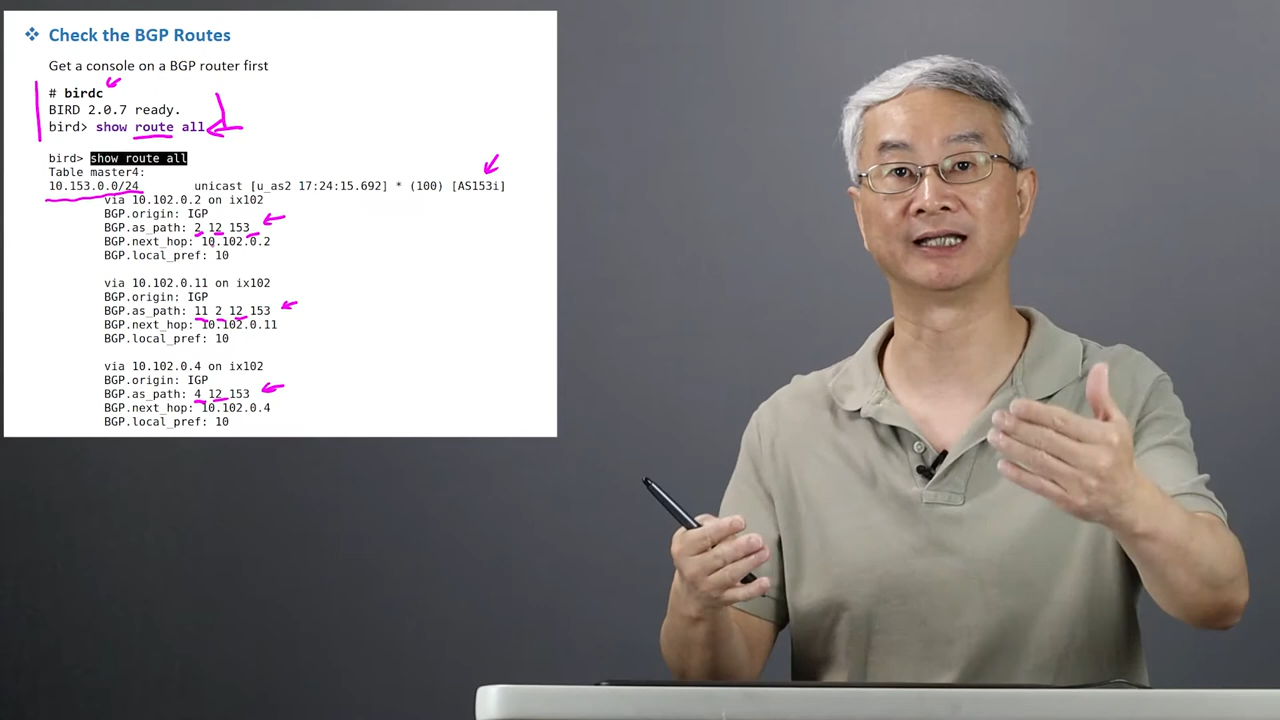 Check the BGP Routes
Get a console on a BGP router first
# birdc
BIRD 2.0.7 ready.
bird> show route all
bird> show route all
Table master4:
10.153.0.0/24 unicast [u_as2 17:24:15.692] * (100) [AS153i]
via 10.102.0.2 on ix102
BGP.origin: IGP
BGP.as_path: 2 12 153
BGP.next_hop: 10.102.0.2
BGP.local_pref: 10
via 10.102.0.11 on ix102
BGP.origin: IGP
BGP.as_path: 11 2 12 153
BGP.next_hop: 10.102.0.11
BGP.local_pref: 10
via 10.102.0.4 on ix102
BGP.origin: IGP
BGP.as_path: 4 12 153
BGP.next_hop: 10.102.0.4
BGP.local_pref: 10